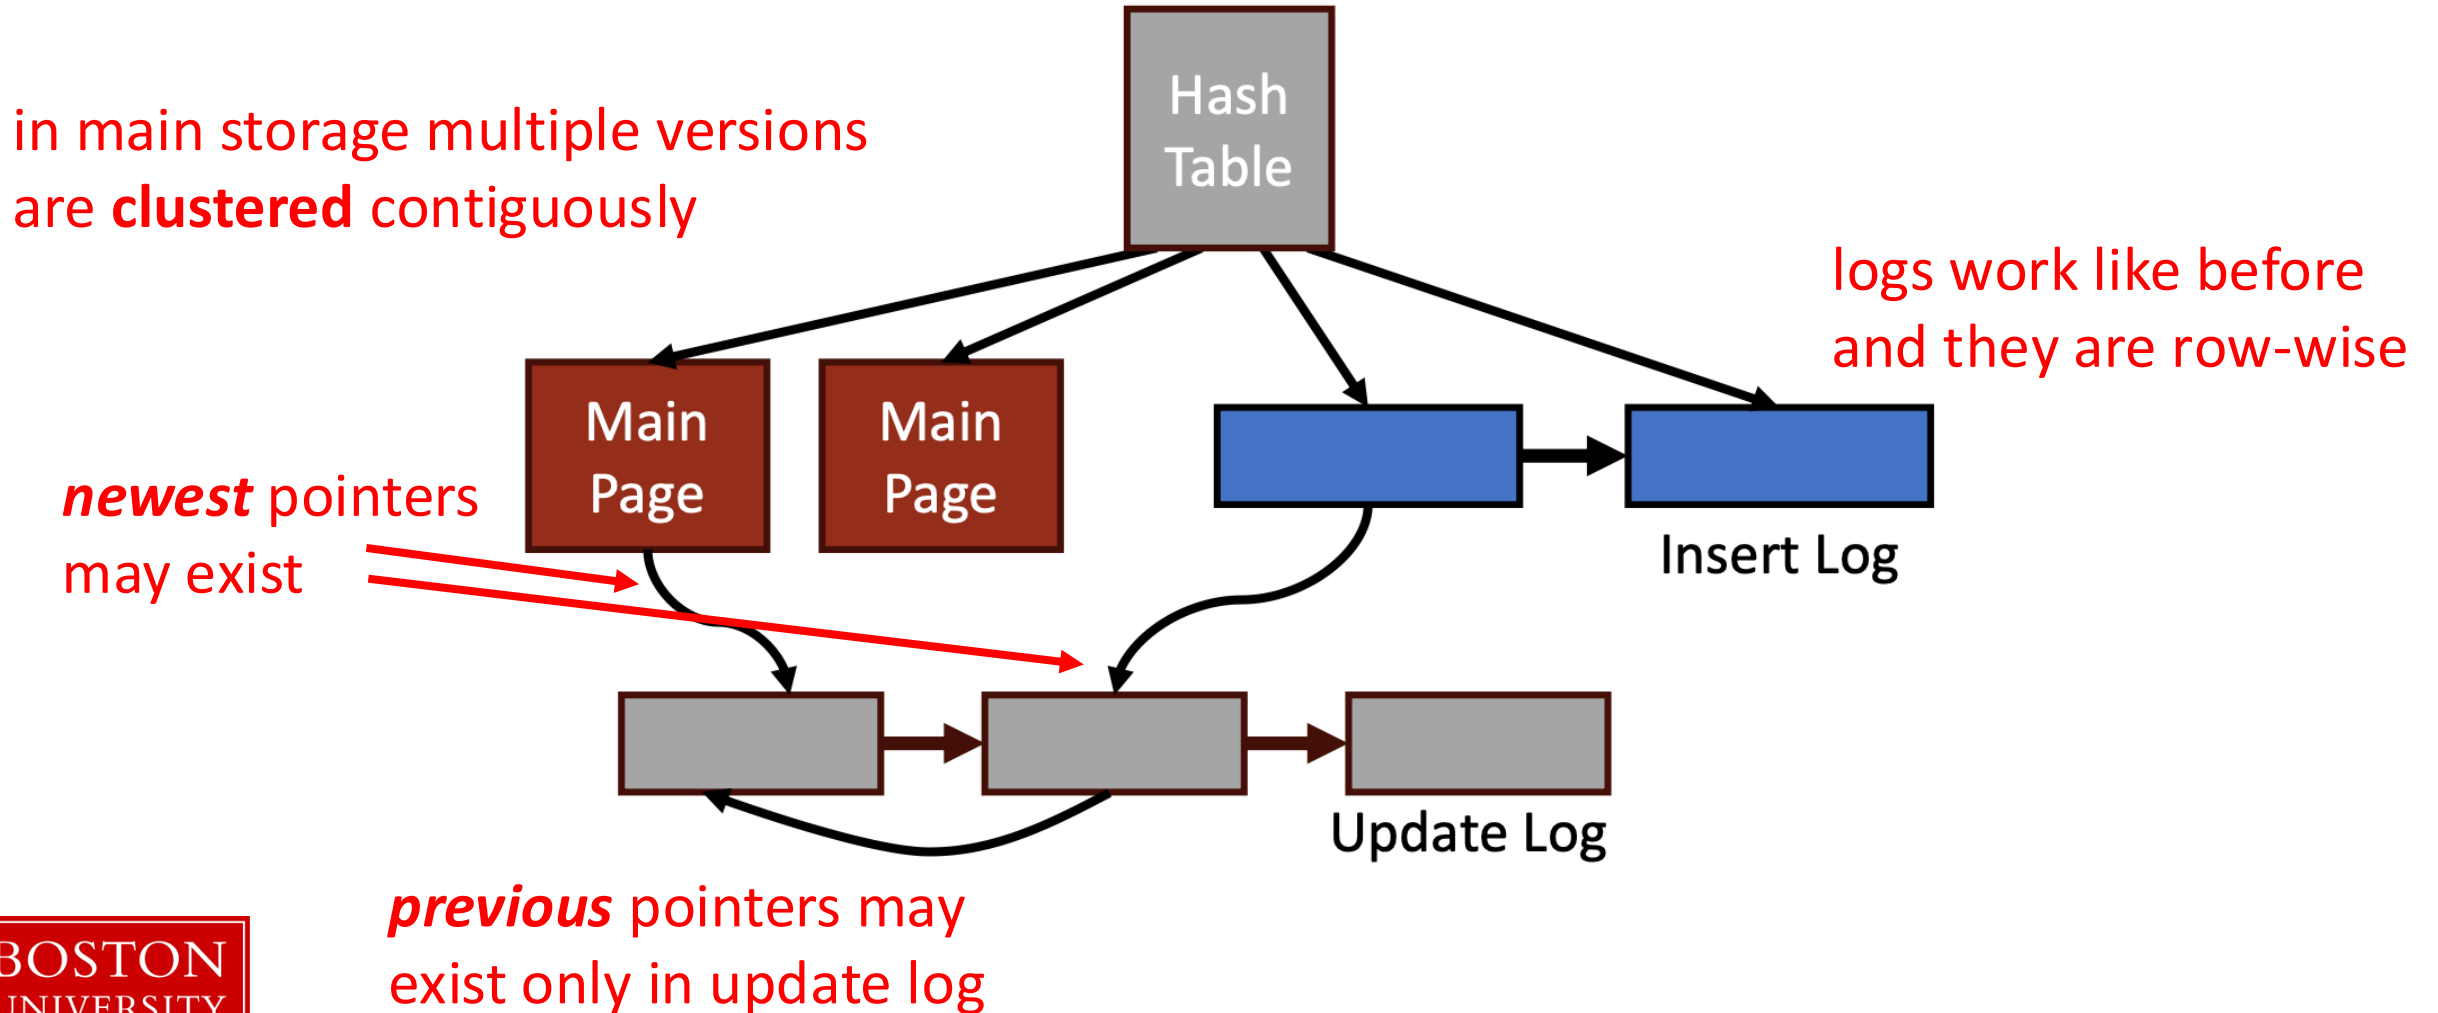 Hash
Table
in main storage multiple versions
are clustered contiguously
logs work like before
and they are row-wise
Main
Page
Main
Page
newest pointers
may exist
Insert Log
Update Log
previous pointers may
exist only in update log
BOSTON
UNIVERSITY